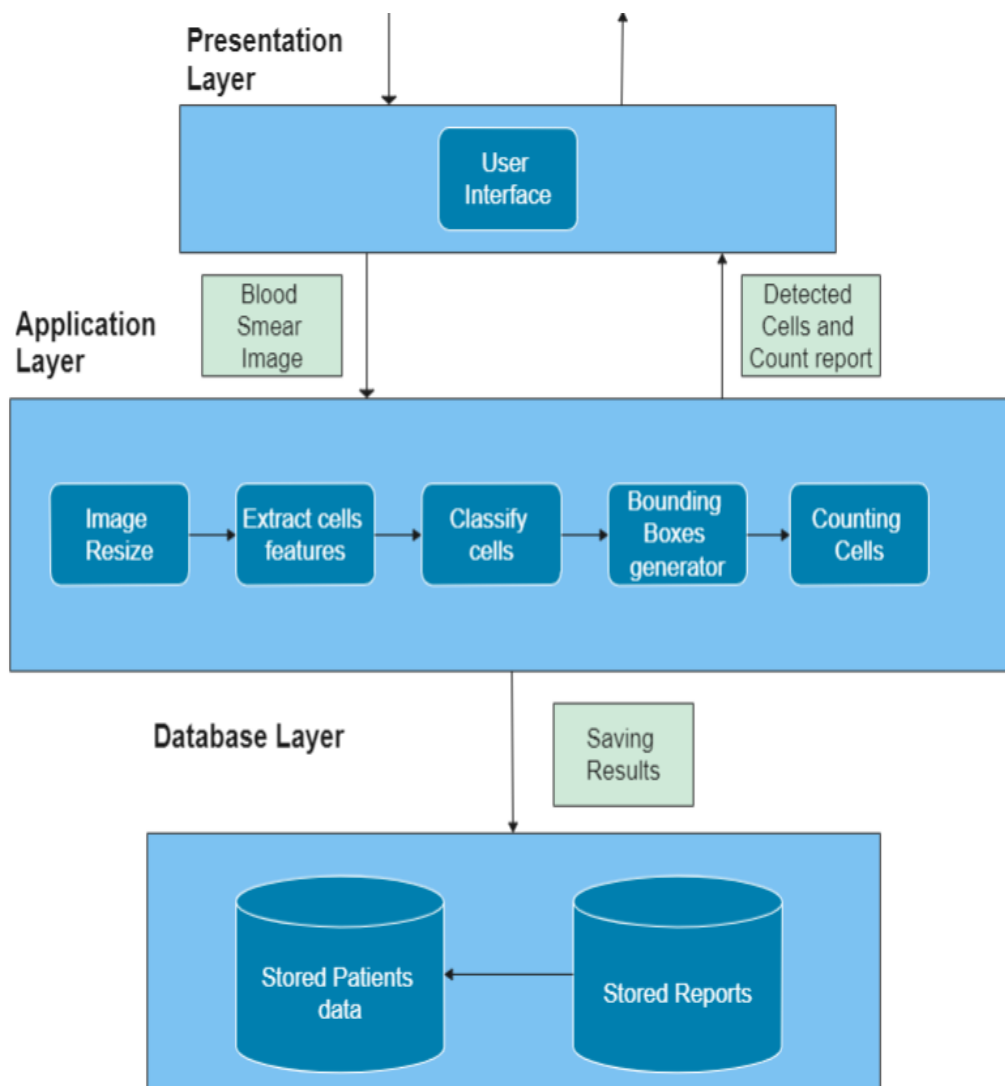 Presentation
Layer
User
Interface
Blood
Smear
Image
Detected
Cells and
Count report
Application
Layer
Image
Resize
Extract cells
features
Classify
cells
Bounding
Boxes
generator
Counting
Cells
Database Layer
Saving
Results
Stored Patients
data
Stored Reports